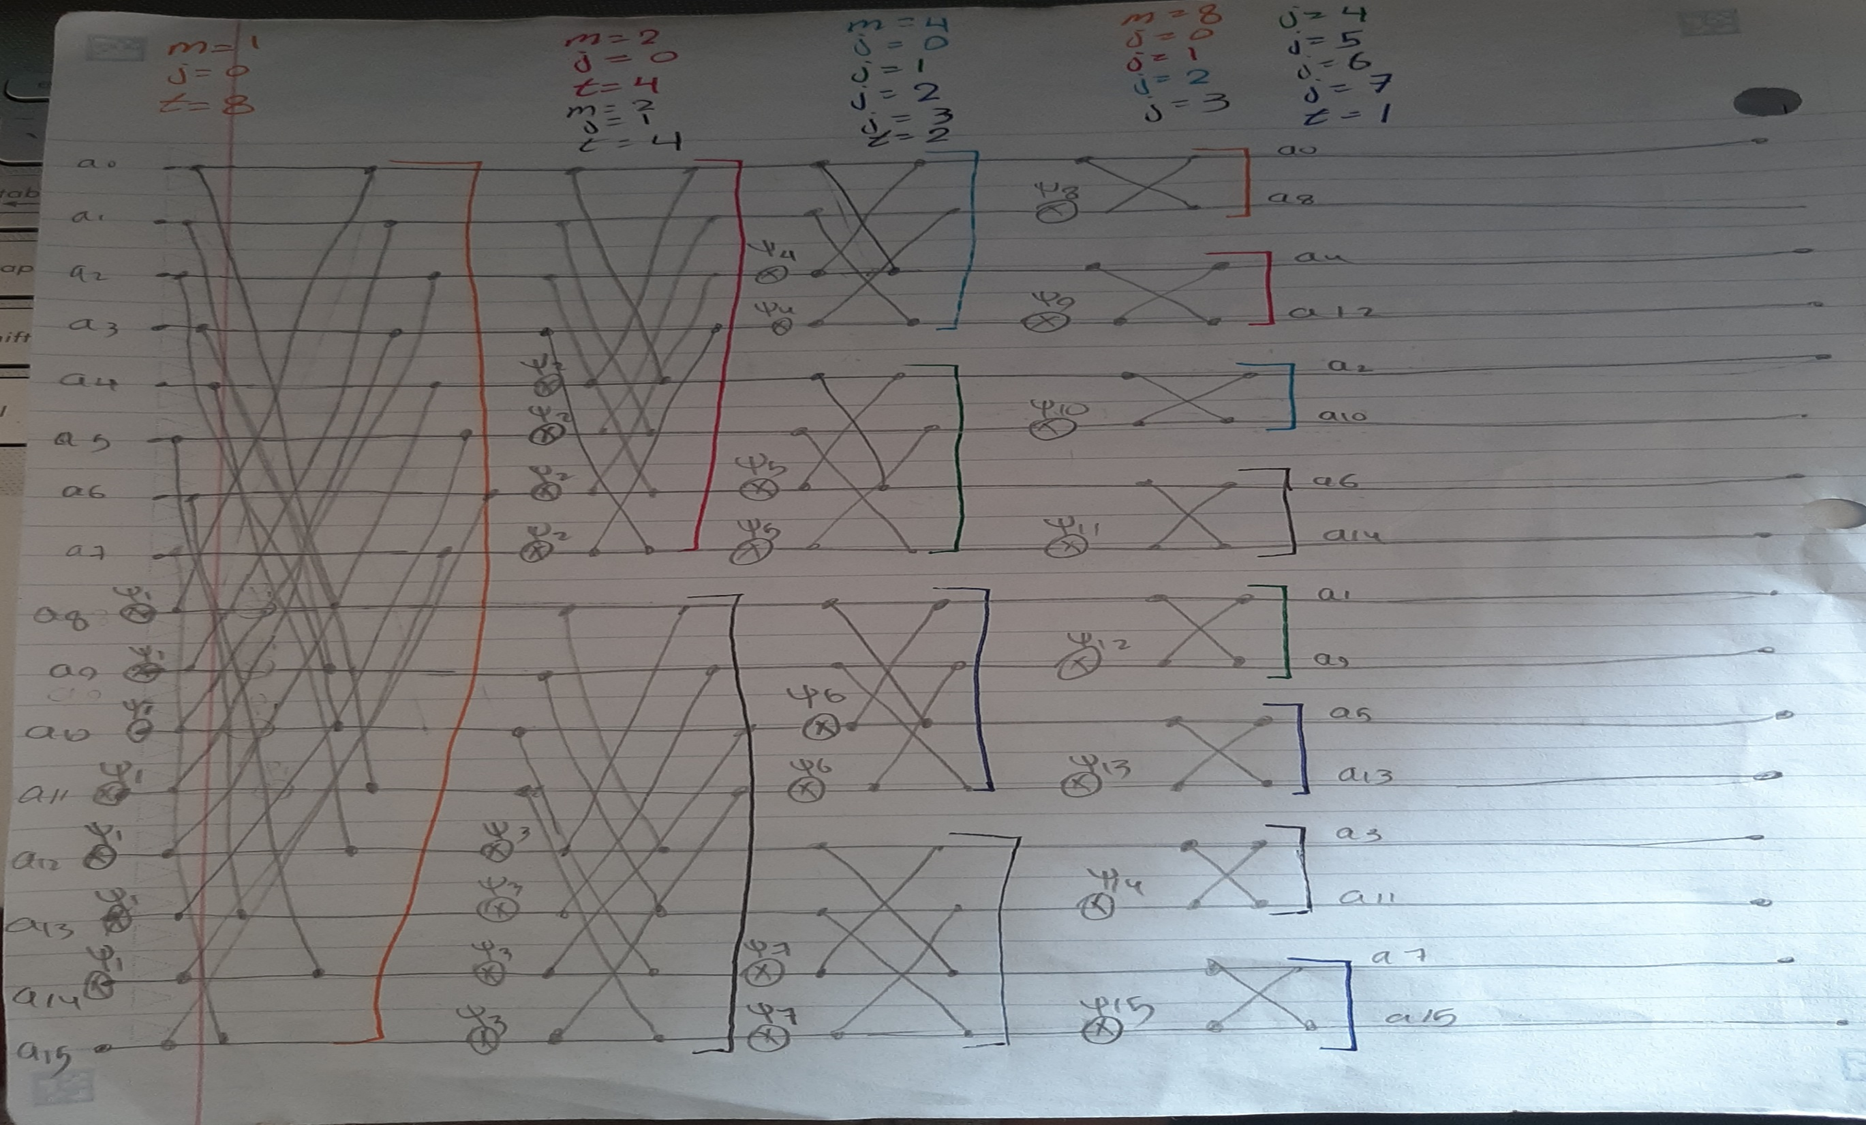 m = 1
j = 0
t = 8
m = 2
j = 0
t = 4
m = 2
j = 1
t = 4
m = 4
j = 0
j = 1
j = 2
j = 3
t = 2
m = 8
j = 0
j = 1
j = 2
j = 3
j = 4
j = 5
j = 6
j = 7
t = 1
a0
a1
a2
a3
a4
a5
a6
a7
a8 ψ1
a9 ψ1
a10 ψ1
a11 ψ1
a12 ψ1
a13 ψ1
a14 ψ1
a15
ψ2
ψ2
ψ2
ψ2
ψ3
ψ3
ψ3
ψ3
ψ4
ψ4
ψ5
ψ5
ψ6
ψ6
ψ7
ψ7
ψ8
ψ9
ψ10
ψ11
ψ12
ψ13
ψ14
ψ15
a0
a8
a4
a12
a2
a10
a6
a14
a1
a9
a5
a13
a3
a11
a7
a15